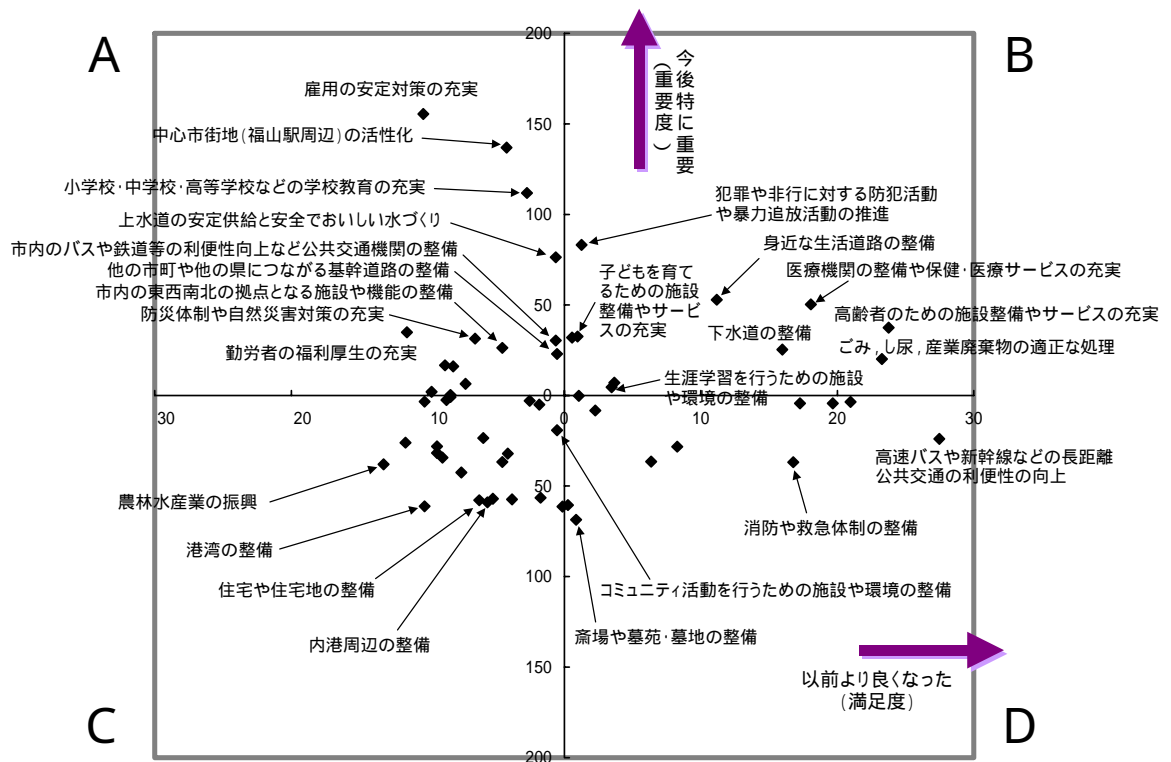 A
B
200
今後特に重要
(重要度)
雇用の安定対策の充実
150
中心市街地(福山駅周辺)の活性化
小学校・中学校・高等学校などの学校教育の充実
100
上水道の安定供給と安全でおいしい水づくり
犯罪や非行に対する防犯活動
や暴力追放活動の推進
市内のバスや鉄道等の利便性向上など公共交通機関の整備
身近な生活道路の整備
他の市町や他の県につながる基幹道路の整備
子どもを育て
るための施設
整備やサービ
スの充実
医療機関の整備や保健・医療サービスの充実
市内の東西南北の拠点となる施設や機能の整備
50
防災体制や自然災害対策の充実
高齢者のための施設整備やサービスの充実
下水道の整備
勤労者の福利厚生の充実
ごみ,し尿,産業廃棄物の適正な処理
生涯学習を行うための施設
や環境の整備
0
30
20
10
0
10
20
30
高速バスや新幹線などの長距離
公共交通の利便性の向上
農林水産業の振興
50
消防や救急体制の整備
港湾の整備
100
住宅や住宅地の整備
コミュニティ活動を行うための施設や環境の整備
内港周辺の整備
斎場や墓苑・墓地の整備
150
以前より良くなった
(満足度)
C
D
200